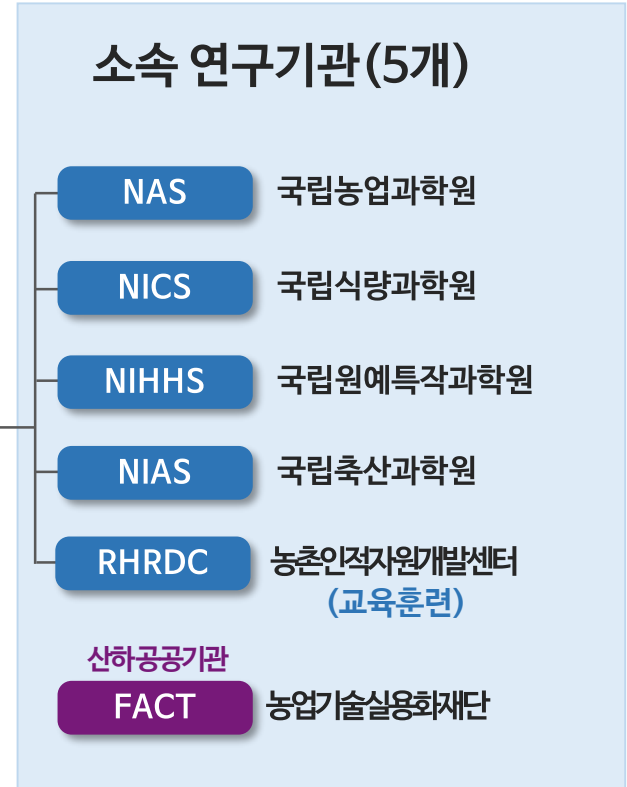 소속 연구기관(5개)
NAS 국립농업과학원
NICS 국립식량과학원
NIHHS 국립원예특작과학원
NIAS 국립축산과학원
RHRDC 농촌인적자원개발센터
(교육훈련)
산하공공기관
FACT 농업기술실용화재단